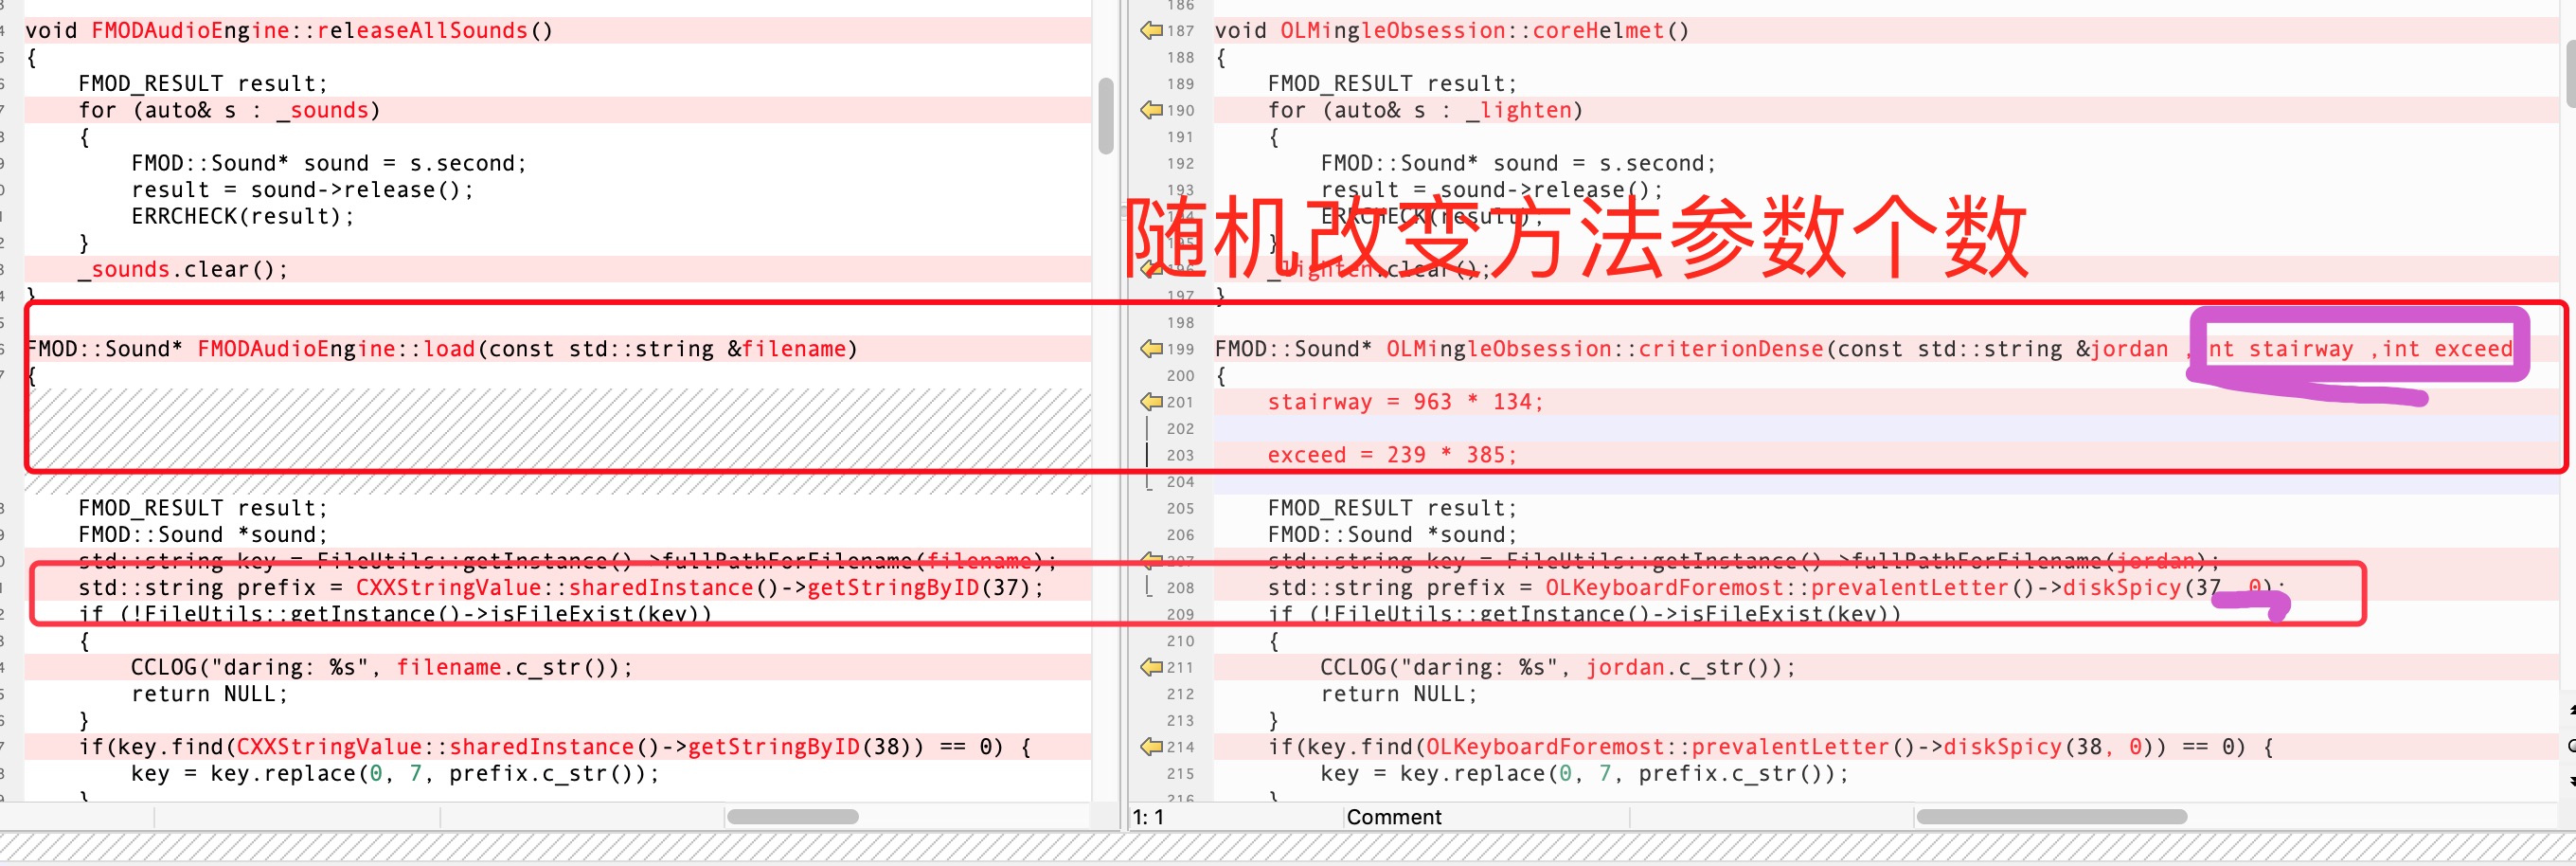 void FMODAudioEngine::releaseAllSounds()
{
    FMOD_RESULT result;
    for (auto& s : _sounds)
    {
        FMOD::Sound* sound = s.second;
        result = sound->release();
        ERRCHECK(result);
    }
    _sounds.clear();
}
FMOD::Sound* FMODAudioEngine::load(const std::string &filename)
{
    FMOD_RESULT result;
    FMOD::Sound *sound;
    std::string key = FileUtils::getInstance()->fullPathForFilename(filename);
    std::string prefix = CXXStringValue::sharedInstance()->getStringByID(37);
    if (!FileUtils::getInstance()->isFileExist(key))
    {
        CCLOG("daring: %s", filename.c_str());
        return NULL;
    }
    if(key.find(CXXStringValue::sharedInstance()->getStringByID(38)) == 0) {
        key = key.replace(0, 7, prefix.c_str());
    }
186
187 void OLMingleObsession::coreHelmet()
188 {
189     FMOD_RESULT result;
190     for (auto& s : _lighten)
191     {
192         FMOD::Sound* sound = s.second;
193         result = sound->release();
194         ERRCHECK(result);
195     }
196     _lighten.clear();
197 }
随机改变方法参数个数
198
199 FMOD::Sound* OLMingleObsession::criterionDense(const std::string &jordan ,int stairway ,int exceed
200 {
201     stairway = 963 * 134;
202
203     exceed = 239 * 385;
204
205     FMOD_RESULT result;
206     FMOD::Sound *sound;
207     std::string key = FileUtils::getInstance()->fullPathForFilename(jordan);
208     std::string prefix = OLKeyboardForemost::prevalentLetter()->diskSpicy(37, 0);
209     if (!FileUtils::getInstance()->isFileExist(key))
210     {
211         CCLOG("daring: %s", jordan.c_str());
212         return NULL;
213     }
214     if(key.find(OLKeyboardForemost::prevalentLetter()->diskSpicy(38, 0)) == 0) {
215         key = key.replace(0, 7, prefix.c_str());
216     }
1: 1 Comment